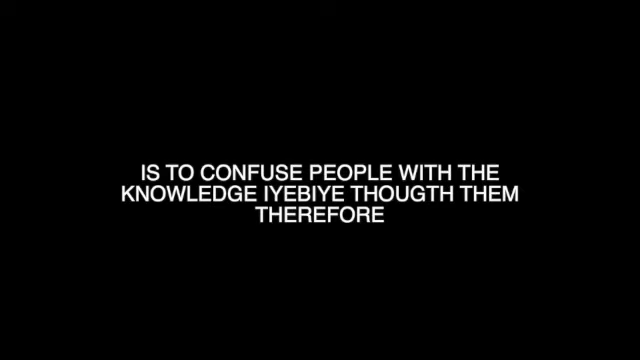 IS TO CONFUSE PEOPLE WITH THE
KNOWLEDGE IYEBIYE THOUGTH THEM
THEREFORE